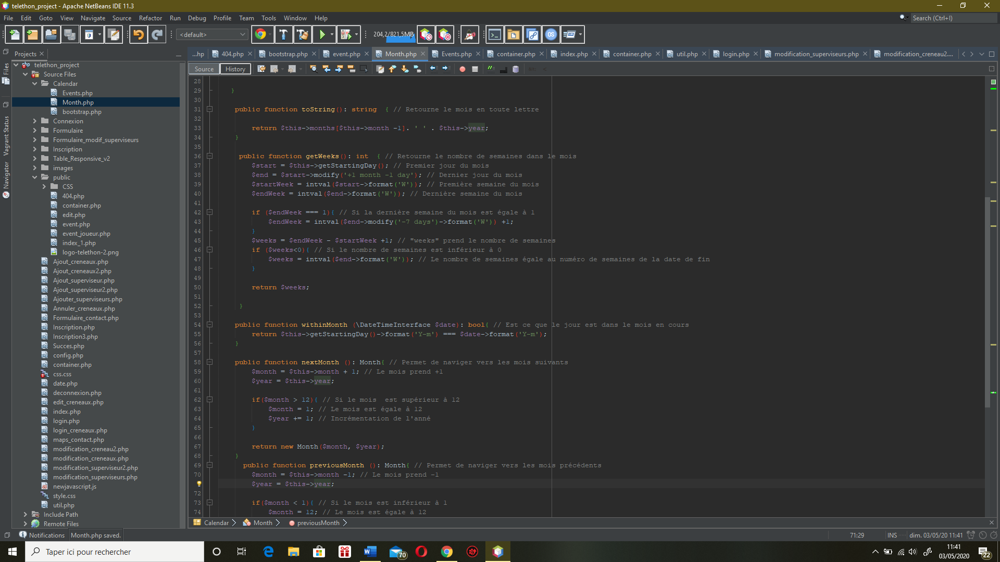 telethon_project - Apache NetBeans IDE 11.3
File Edit Goto View Navigate Source Refactor Run Debug Profile Team Tools Window Help
Search (Ctrl+I)
<default>
204,2/821,5MB
Projects
...hp 404.php bootstrap.php event.php Month.php Events.php container.php index.php container.php util.php login.php modification_superviseurs.php modification_creneau2....
Source History
Files
Vagrant Status
Navigator
telethon_project
Source Files
Calendar
Events.php
Month.php
bootstrap.php
Connexion
Formulaire
Formulaire_modif_superviseurs
Inscription
Table_Responsive_v2
images
public
CSS
404.php
container.php
edit.php
event.php
event_joueur.php
index_1.php
logo-telethon-2.png
Ajout_creneaux.php
Ajout_creneaux2.php
Ajout_superviseur.php
Ajout_superviseur2.php
Ajouter_superviseurs.php
Annuler_creneaux.php
Formulaire_contact.php
Inscription.php
Inscription3.php
Succes.php
config.php
container.php
css.css
date.php
deconnexion.php
edit_creneaux.php
index.php
login.php
login_creneaux.php
maps_contact.php
modification_creneau2.php
modification_creneaux.php
modification_superviseur2.php
modification_superviseurs.php
newjavascript.js
style.css
util.php
Include Path
Remote Files
28
29 }
30
31 public function toString(): string { // Retourne le mois en toute lettre
32
33 return $this->months[$this->month -1]. ' ' . $this->year;
34 }
35
36 public function getWeeks(): int { // Retourne le nombre de semaines dans le mois
37 $start = $this->getStartingDay(); // Premier jour du mois
38 $end = $start->modify('+1 month -1 day'); // Dernier jour du mois
39 $startWeek = intval($start->format('W')); // Première semaine du mois
40 $endWeek = intval($end->format('W')); // Dernière semaine du mois
41
42 if ($endWeek === 1){ // Si la dernière semaine du mois est égale à 1
43 $endWeek = intval($end->modify('-7 days')->format('W')) +1;
44 }
45 $weeks = $endWeek - $startWeek +1; // "weeks" prend le nombre de semaines
46 if ($weeks<0){ // Si le nombre de semaines est inférieur à 0
47 $weeks = intval($end->format('W')); // Le nombre de semaines égale au numéro de semaines de la date de fin
48 }
49
50 return $weeks;
51
52 }
53
54 public function withinMonth (\DateTimeInterface $date): bool{ // Est ce que le jour est dans le mois en cours
55 return $this->getStartingDay()->format('Y-m') === $date->format('Y-m');
56 }
57
58 public function nextMonth (): Month{ // Permet de naviger vers les mois suivants
59 $month = $this->month + 1; // Le mois prend +1
60 $year = $this->year;
61
62 if($month > 12){ // Si le mois  est supérieur à 12
63 $month = 1; // Le mois est égale à 12
64 $year += 1; // Incrémentation de l'anné
65 }
66
67 return new Month($month, $year);
68 }
69 public function previousMonth (): Month{ // Permet de naviger vers les mois précédents
70 $month = $this->month -1; // Le mois prend -1
$year = $this->year;
72
73 if($month < 1){ // Si le mois est inférieur à 1
74 $month = 12; // Le mois est égale à 12
Calendar Month previousMonth
Notifications Month.php saved.
71:29 INS dim. 03/05/20 11:41
Taper ici pour rechercher
70
11:41
03/05/2020
22